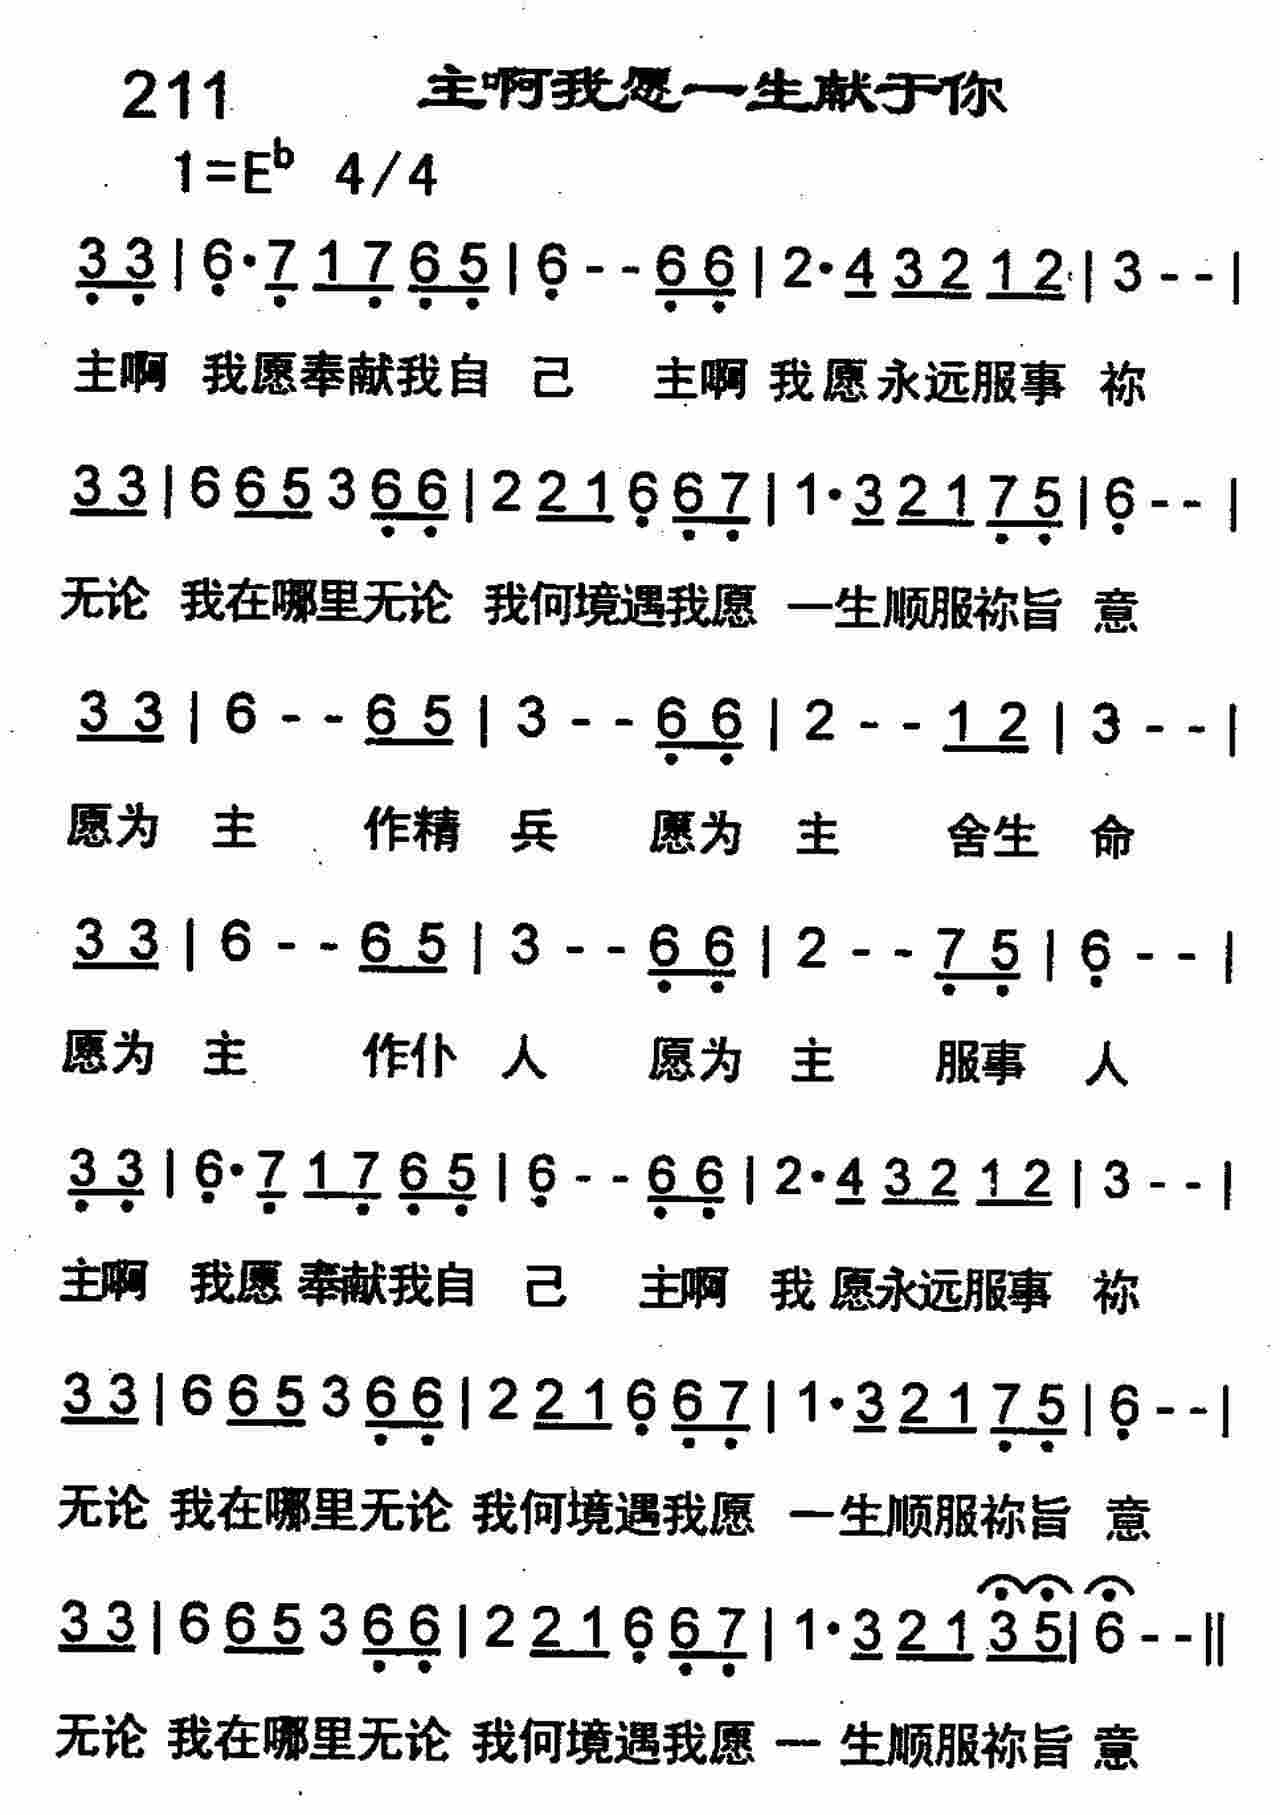 211 主啊我愿一生献于你
1=Eb 4/4
3 3 | 6·7 1 7 6 5 | 6 - - 6 6 | 2·4 3 2 1 2 | 3 - - |
主啊 我愿奉献我自 己 主啊 我愿永远服事 祢
3 3 | 6 6 5 3 6 6 | 2 2 1 6 6 7 | 1·3 2 1 7 5 | 6 - - |
无论 我在哪里无论 我何境遇我愿 一生顺服祢旨 意
3 3 | 6 - - 6 5 | 3 - - 6 6 | 2 - - 1 2 | 3 - - |
愿为 主 作精 兵 愿为 主 舍生 命
3 3 | 6 - - 6 5 | 3 - - 6 6 | 2 - - 7 5 | 6 - - |
愿为 主 作仆 人 愿为 主 服事 人
3 3 | 6·7 1 7 6 5 | 6 - - 6 6 | 2·4 3 2 1 2 | 3 - - |
主啊 我愿 奉献我自 己 主啊 我 愿永远服事 祢
3 3 | 6 6 5 3 6 6 | 2 2 1 6 6 7 | 1·3 2 1 7 5 | 6 - - |
无论 我在哪里无论 我何境遇我愿 一生顺服祢旨 意
3 3 | 6 6 5 3 6 6 | 2 2 1 6 6 7 | 1·3 2 1 3 5 | 6 - - ||
无论 我在哪里无论 我何境遇我愿 一 生顺服祢旨 意